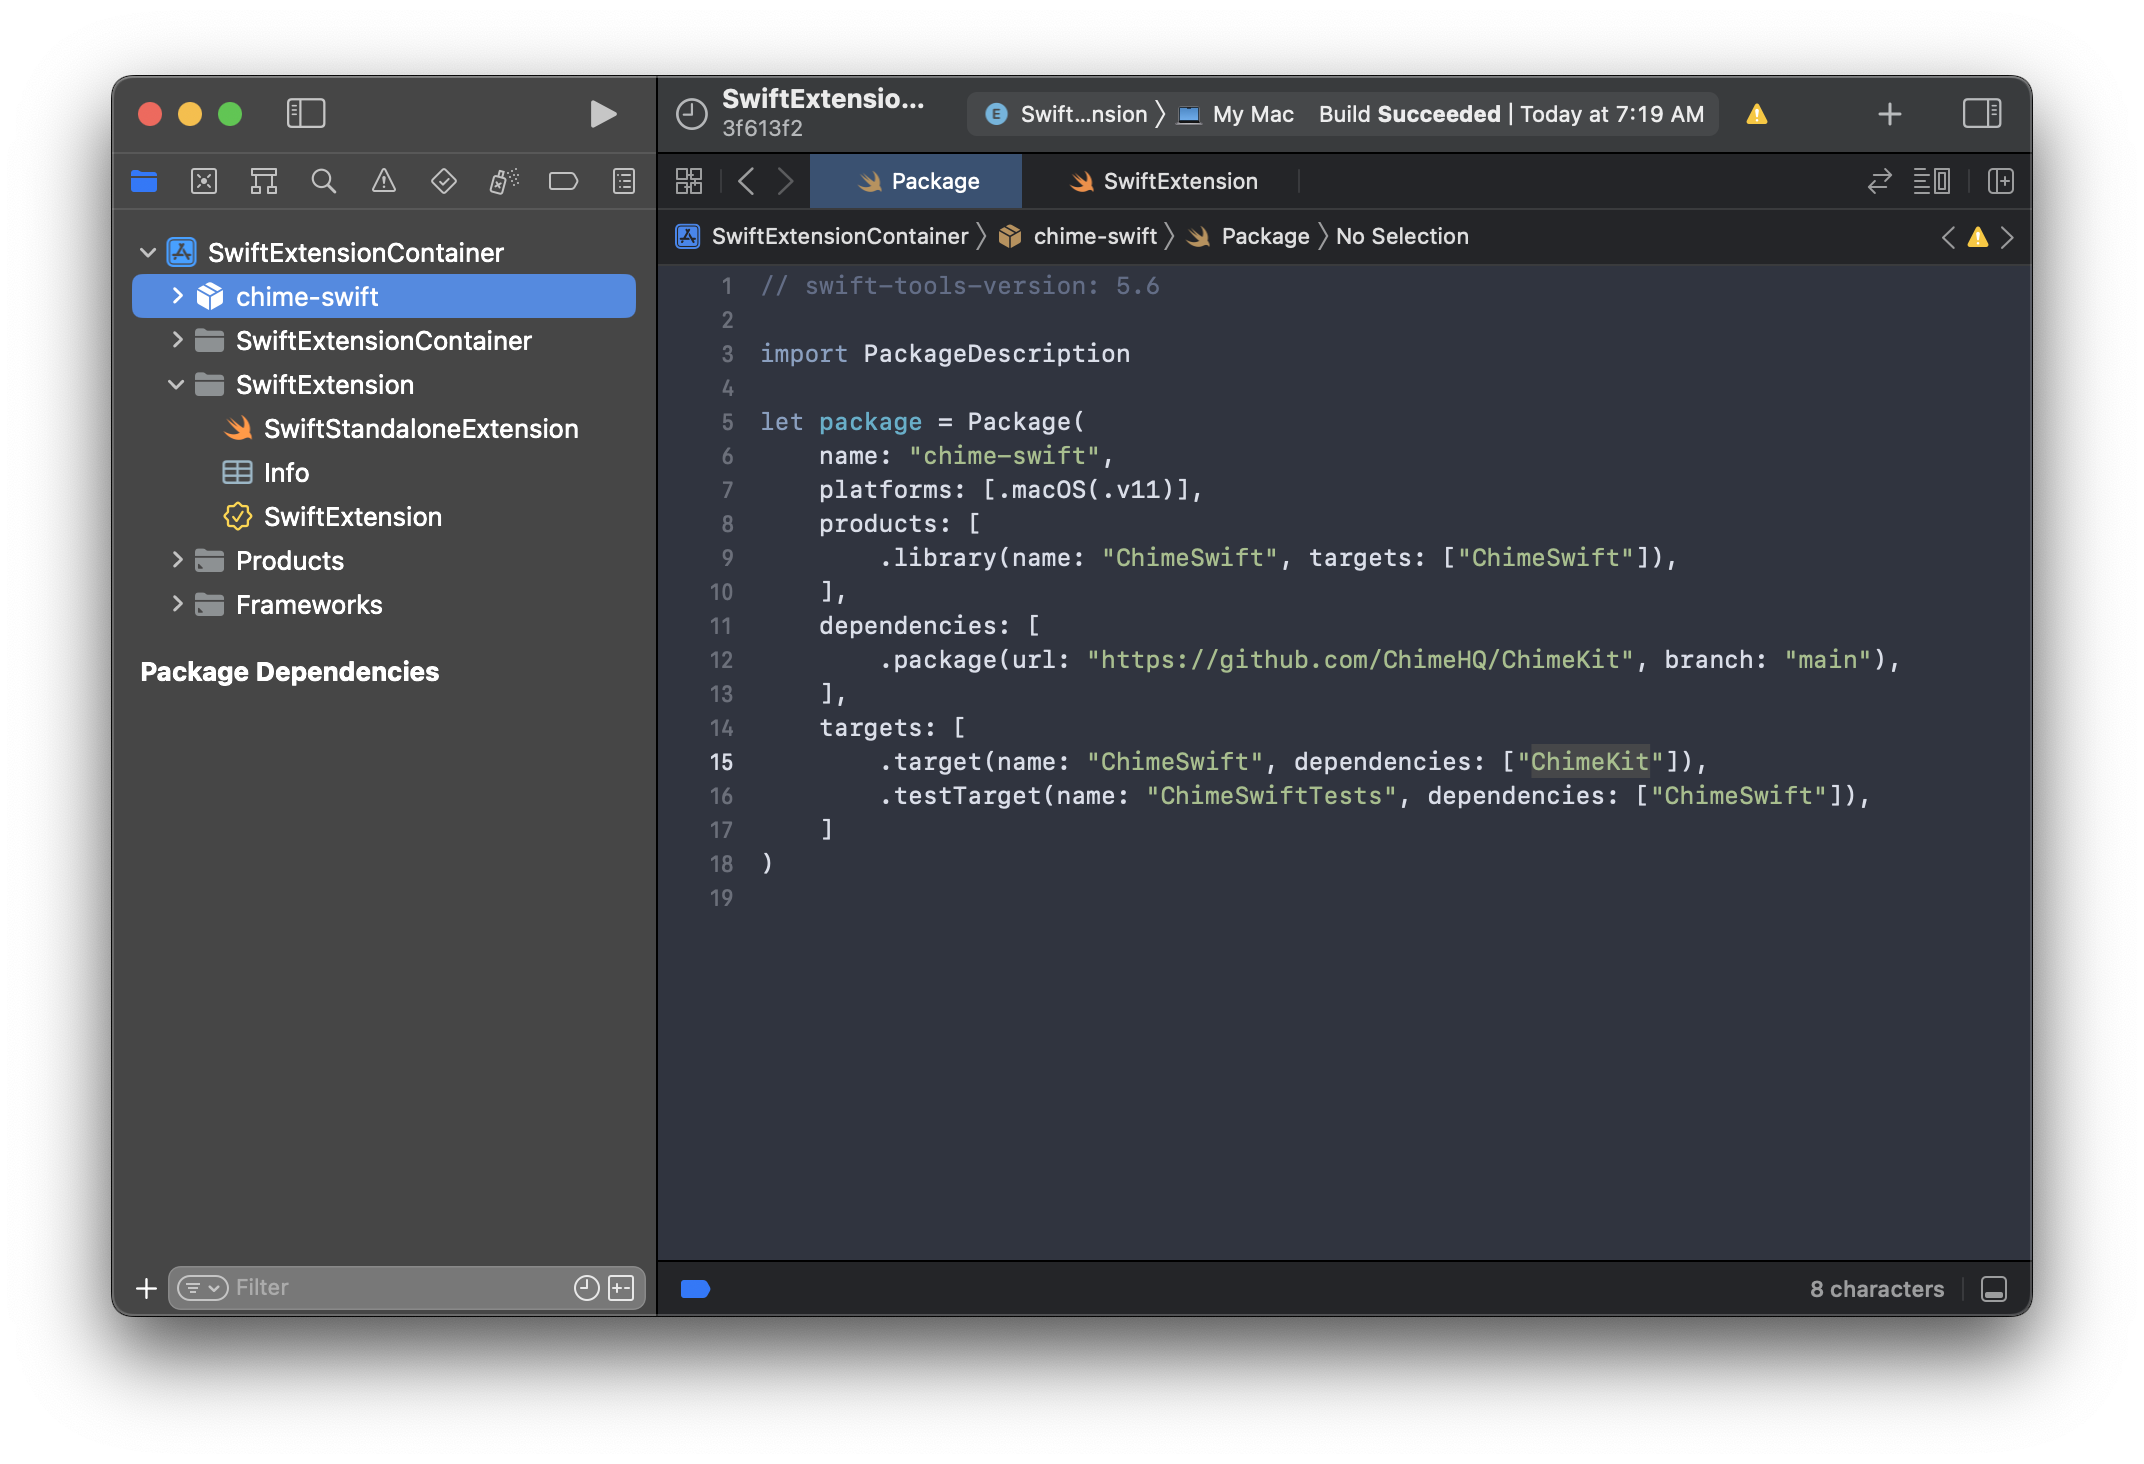 SwiftExtensio...
3f613f2
E Swift...nsion My Mac Build Succeeded | Today at 7:19 AM
Package SwiftExtension
SwiftExtensionContainer chime-swift Package No Selection
SwiftExtensionContainer
chime-swift
SwiftExtensionContainer
SwiftExtension
SwiftStandaloneExtension
Info
SwiftExtension
Products
Frameworks
Package Dependencies
Filter
1 // swift-tools-version: 5.6
2
3 import PackageDescription
4
5 let package = Package(
6 name: "chime-swift",
7 platforms: [.macOS(.v11)],
8 products: [
9 .library(name: "ChimeSwift", targets: ["ChimeSwift"]),
10 ],
11 dependencies: [
12 .package(url: "https://github.com/ChimeHQ/ChimeKit", branch: "main"),
13 ],
14 targets: [
15 .target(name: "ChimeSwift", dependencies: ["ChimeKit"]),
16 .testTarget(name: "ChimeSwiftTests", dependencies: ["ChimeSwift"]),
17 ]
18 )
19
8 characters